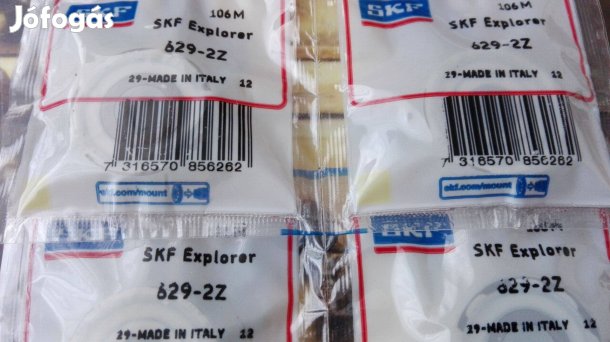 Jófogás
SKF
106M
SKF Explorer
629-2Z
29-MADE IN ITALY 12
7 316570 856262
skf.com/mount
SKF
106M
SKF Explorer
629-2Z
29-MADE IN ITALY 12
7 316570 856262
skf.com/mount
SKF Explorer
629-2Z
29-MADE IN ITALY 12
SKF
SKF Explorer
629-2Z
29-MADE IN ITALY 12